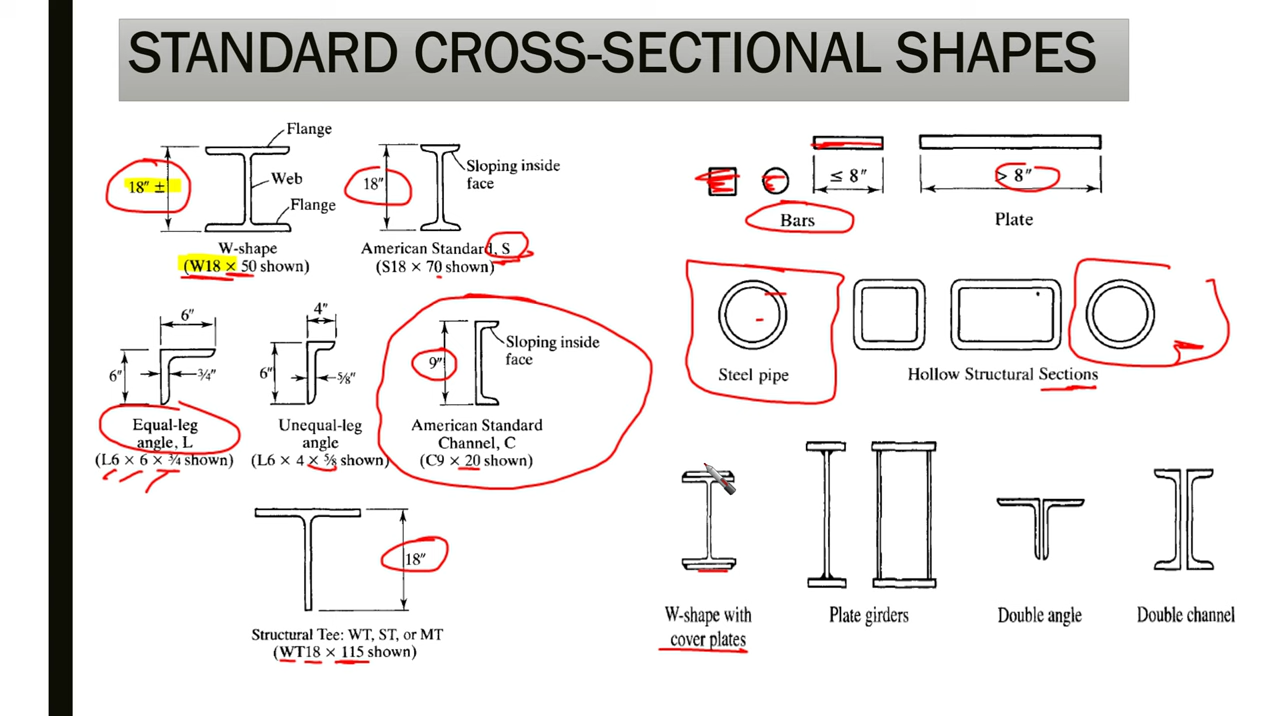 STANDARD CROSS-SECTIONAL SHAPES
Flange
18" ±
Web
Flange
W-shape
(W18 × 50 shown)
18"
Sloping inside
face
American Standard, S
(S18 × 70 shown)
≤ 8"
Bars
> 8"
Plate
6"
6"
3/4"
Equal-leg
angle, L
(L6 × 6 × 3/4 shown)
4"
6"
5/8"
Unequal-leg
angle
(L6 × 4 × 5/8 shown)
9"
Sloping inside
face
American Standard
Channel, C
(C9 × 20 shown)
Steel pipe
Hollow Structural Sections
18"
Structural Tee: WT, ST, or MT
(WT18 × 115 shown)
W-shape with
cover plates
Plate girders
Double angle
Double channel